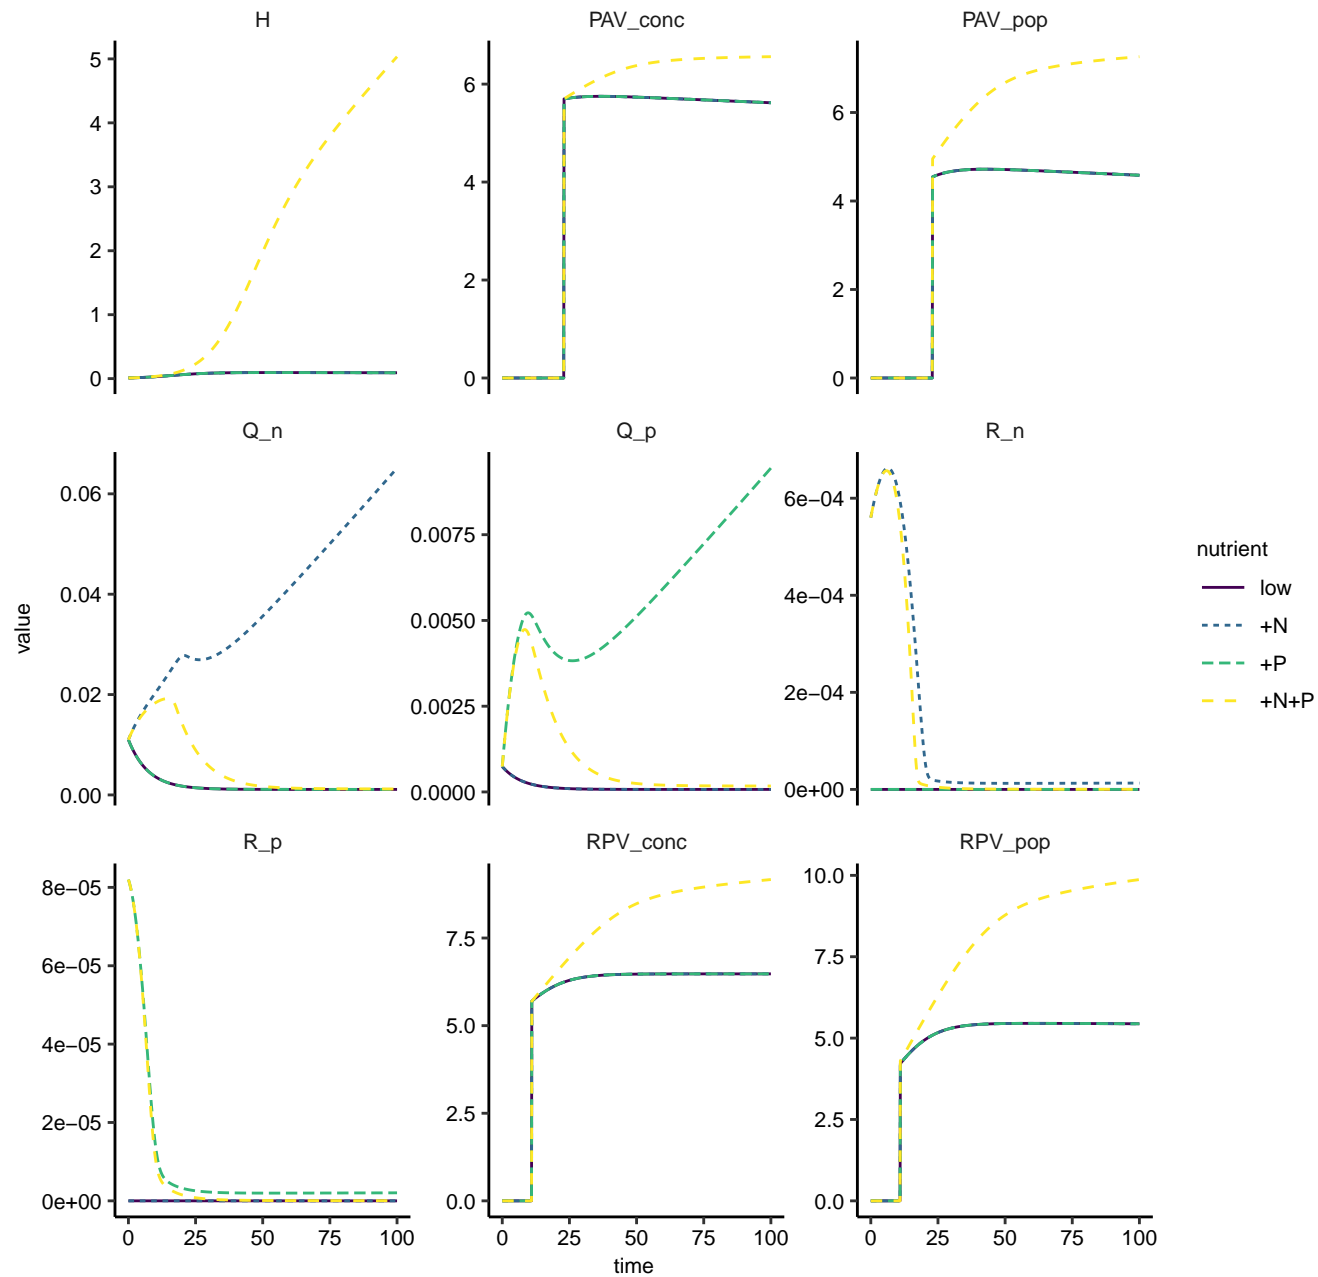 H
PAV_conc
PAV_pop
5
4
3
2
1
0
6
4
2
0
6
4
2
0
Q_n
Q_p
R_n
0.06
0.04
0.02
0.00
0.0075
0.0050
0.0025
0.0000
6e−04
4e−04
2e−04
0e+00
value
nutrient
low
+N
+P
+N+P
R_p
RPV_conc
RPV_pop
8e−05
6e−05
4e−05
2e−05
0e+00
7.5
5.0
2.5
0.0
10.0
7.5
5.0
2.5
0.0
0 25 50 75 100
0 25 50 75 100
0 25 50 75 100
time